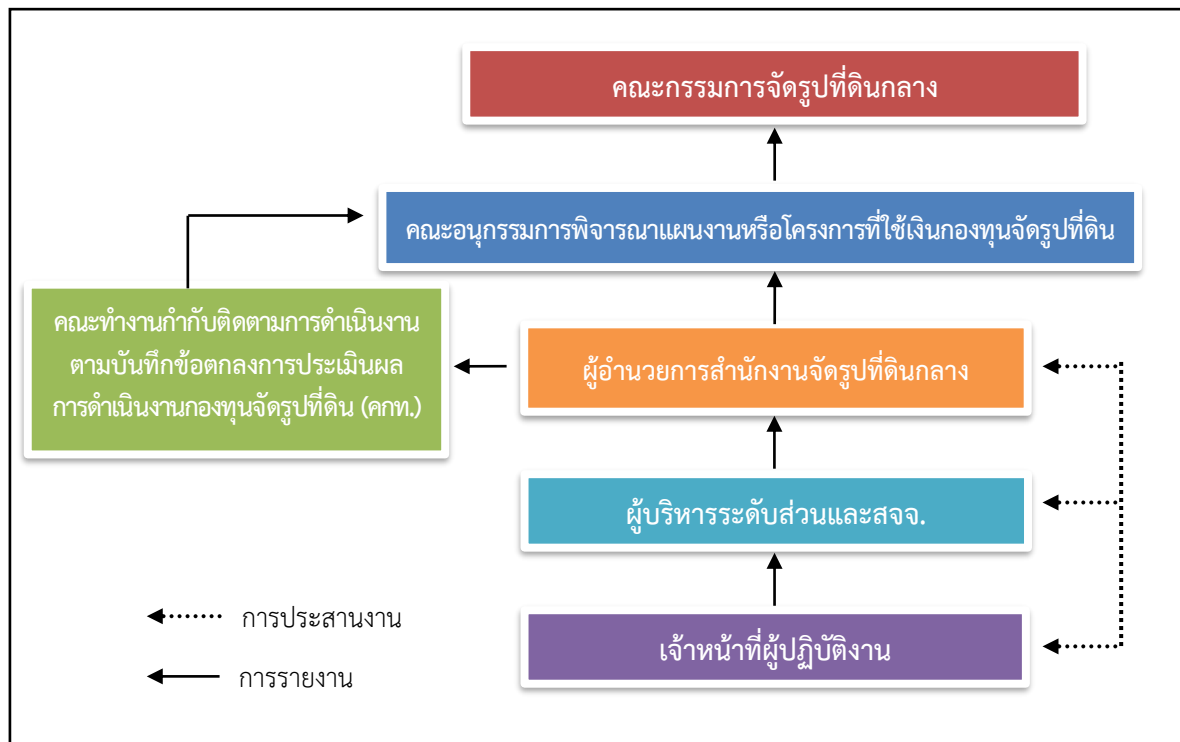 คณะกรรมการจัดรูปที่ดินกลาง
คณะอนุกรรมการพิจารณาแผนงานหรือโครงการที่ใช้เงินกองทุนจัดรูปที่ดิน
คณะทำงานกำกับติดตามการดำเนินงาน
ตามบันทึกข้อตกลงการประเมินผล
การดำเนินงานกองทุนจัดรูปที่ดิน (คกท.)
ผู้อำนวยการสำนักงานจัดรูปที่ดินกลาง
ผู้บริหารระดับส่วนและสจจ.
เจ้าหน้าที่ผู้ปฏิบัติงาน
การประสานงาน
การรายงาน